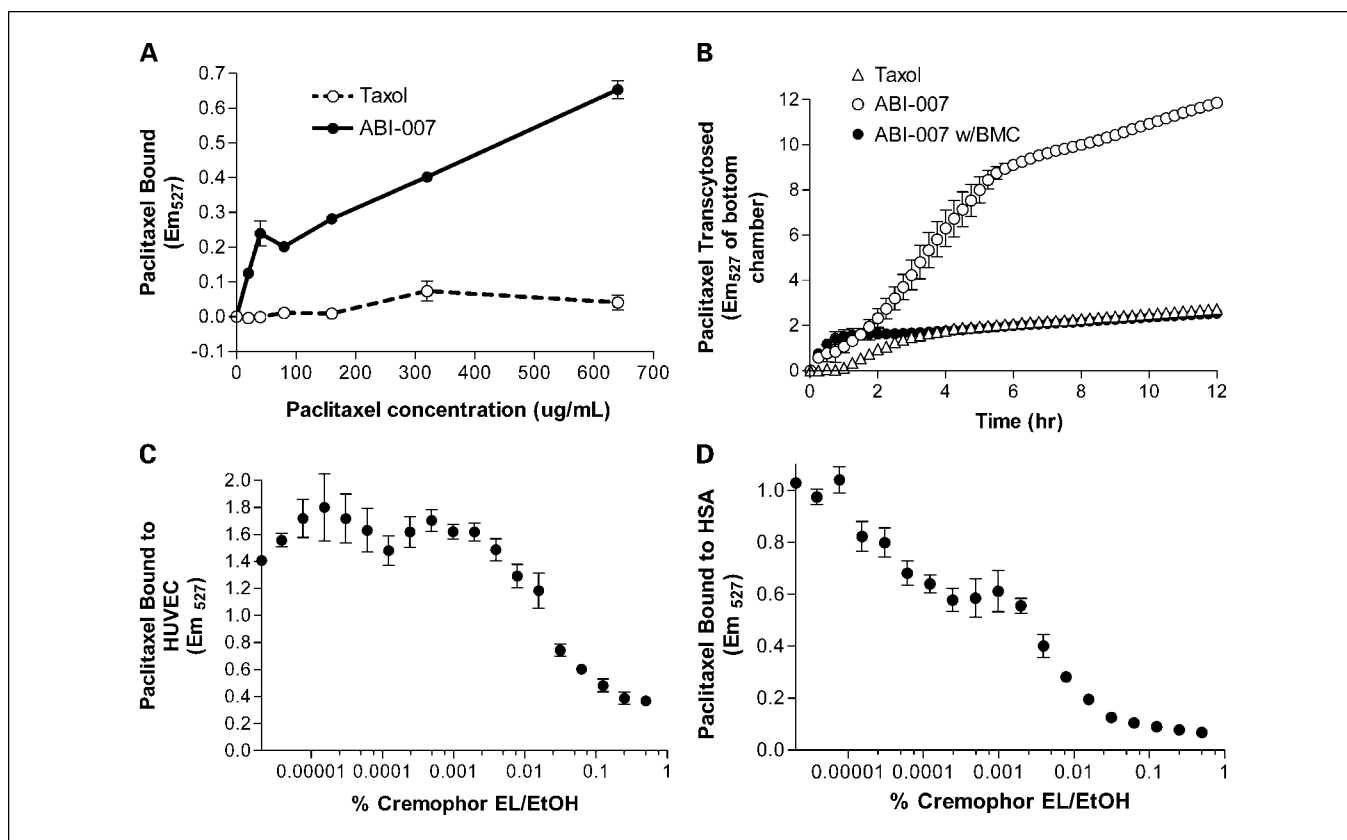 A
Taxol
ABI-007
Paclitaxel Bound
(Em527)
0.7
0.6
0.5
0.4
0.3
0.2
0.1
0.0
-0.1
0 100 200 300 400 500 600 700
Paclitaxel concentration (ug/mL)
B
Taxol
ABI-007
ABI-007 w/BMC
Paclitaxel Transcytosed
(Em527 of bottom
chamber)
12
10
8
6
4
2
0
0 2 4 6 8 10 12
Time (hr)
C
Paclitaxel Bound to
HUVEC
(Em 527)
2.0
1.8
1.6
1.4
1.2
1.0
0.8
0.6
0.4
0.2
0.0
0.00001 0.0001 0.001 0.01 0.1 1
% Cremophor EL/EtOH
D
Paclitaxel Bound to HSA
(Em 527)
1.0
0.8
0.6
0.4
0.2
0.0
0.00001 0.0001 0.001 0.01 0.1 1
% Cremophor EL/EtOH